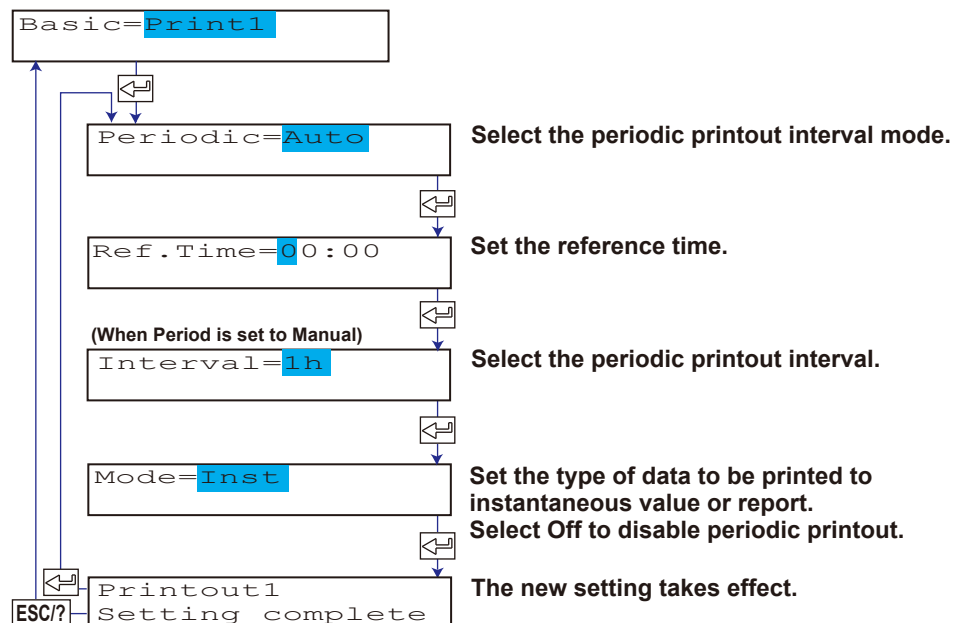 Basic=Print1
Periodic=Auto
Select the periodic printout interval mode.
Ref.Time=00:00
Set the reference time.
(When Period is set to Manual)
Interval=1h
Select the periodic printout interval.
Mode=Inst
Set the type of data to be printed to
instantaneous value or report.
Select Off to disable periodic printout.
Printout1
Setting complete
The new setting takes effect.
ESC/?